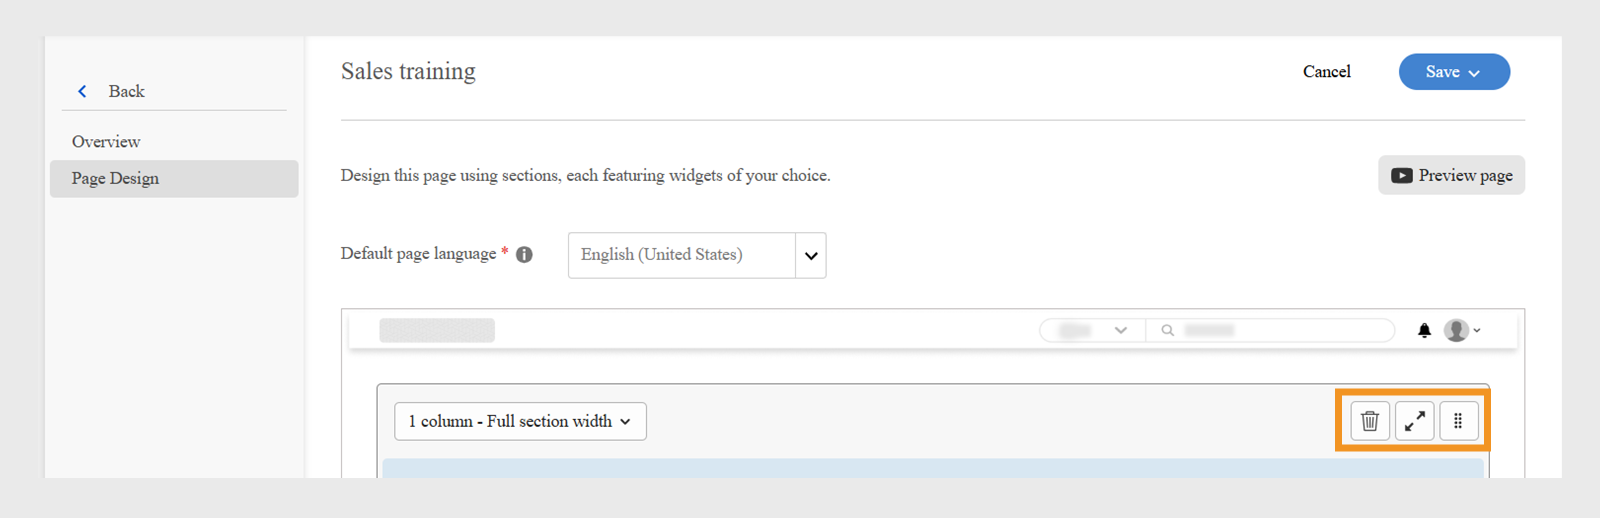 Back
Overview
Page Design
Sales training
Cancel
Save
Design this page using sections, each featuring widgets of your choice.
Preview page
Default page language *
English (United States)
1 column - Full section width